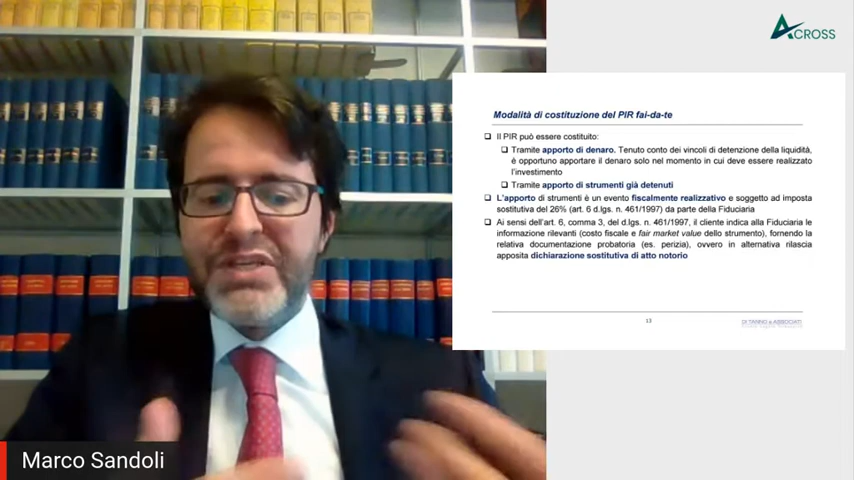 ACROSS
Modalità di costituzione del PIR fai-da-te
Il PIR può essere costituito:
Tramite apporto di denaro. Tenuto conto dei vincoli di detenzione della liquidità,
è opportuno apportare il denaro solo nel momento in cui deve essere realizzato
l'investimento
Tramite apporto di strumenti già detenuti
L'apporto di strumenti è un evento fiscalmente realizzativo e soggetto ad imposta
sostitutiva del 26% (art. 6 d.lgs. n. 461/1997) da parte della Fiduciaria
Ai sensi dell'art. 6, comma 3, del d.lgs. n. 461/1997, il cliente indica alla Fiduciaria le
informazione rilevanti (costo fiscale e fair market value dello strumento), fornendo la
relativa documentazione probatoria (es. perizia), ovvero in alternativa rilascia
apposita dichiarazione sostitutiva di atto notorio
13
DI TANNO e ASSOCIATI
Marco Sandoli